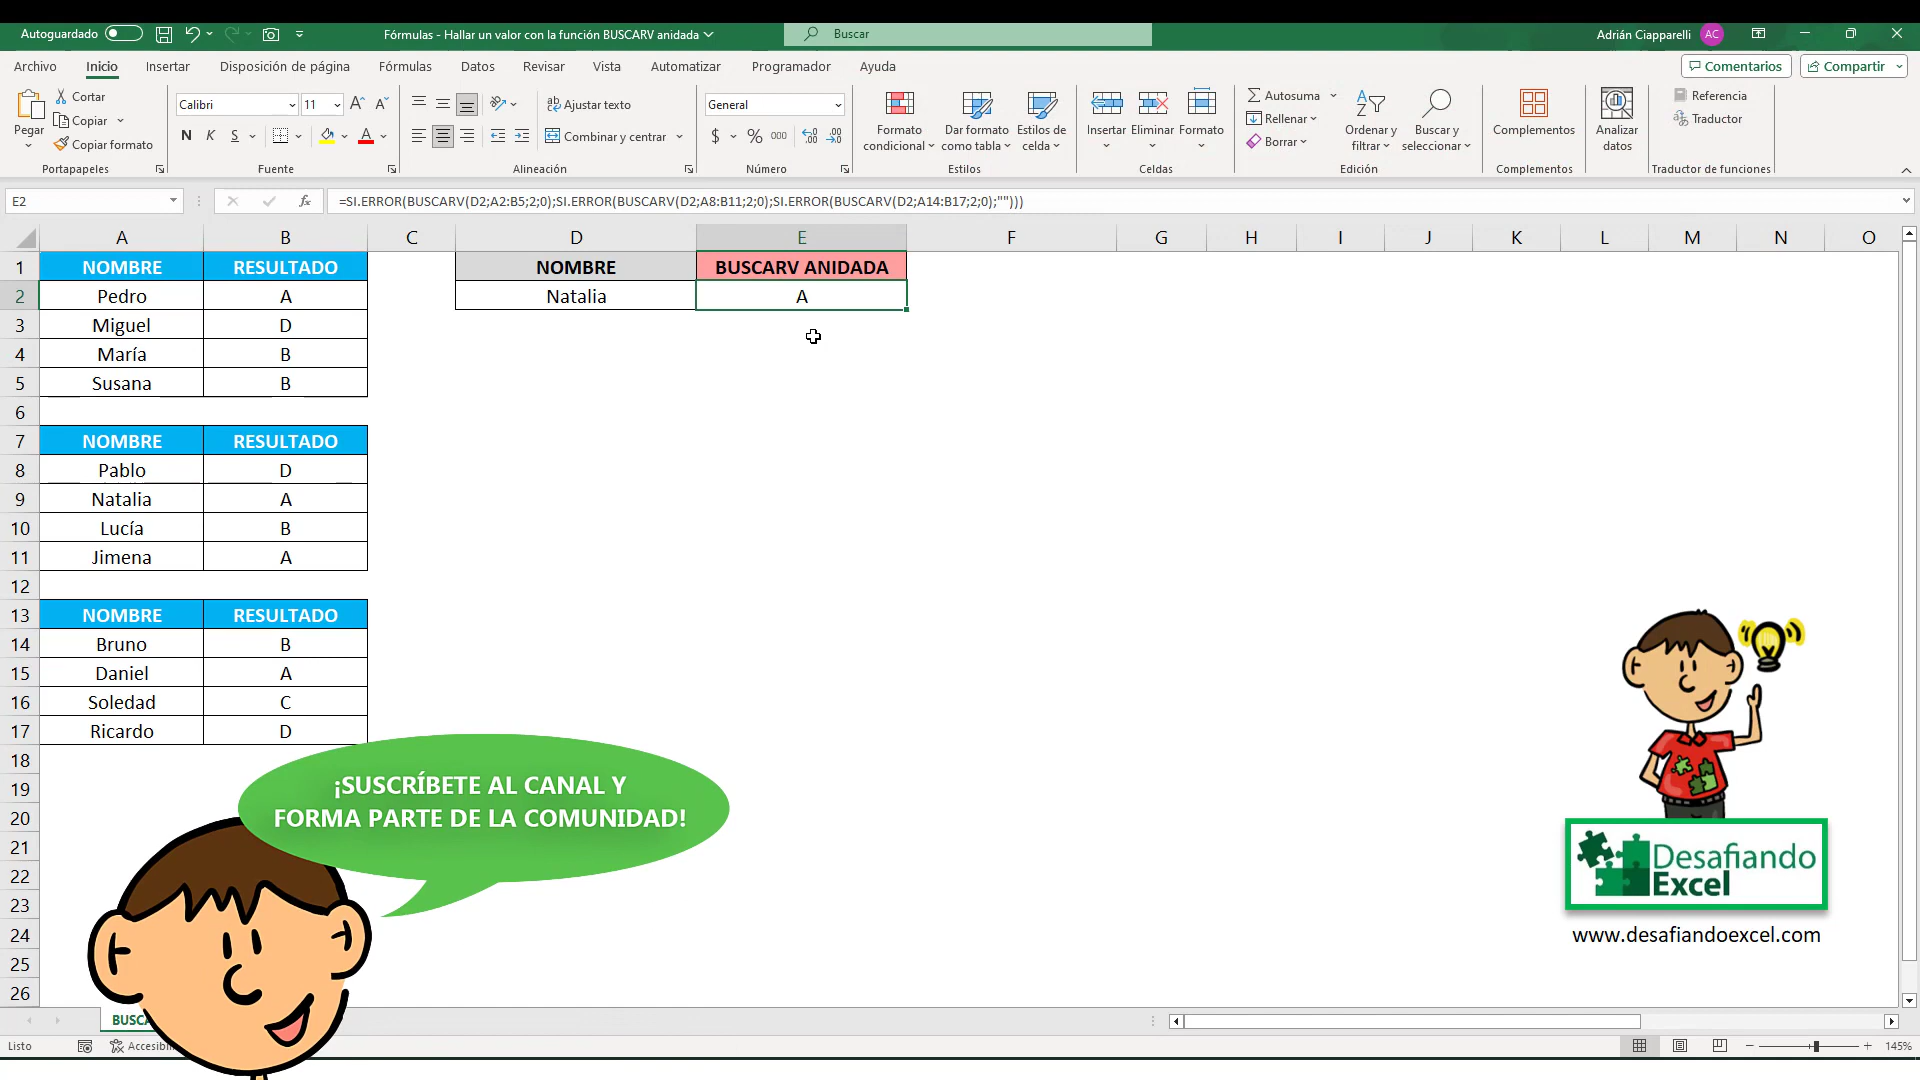 Autoguardado
Fórmulas - Hallar un valor con la función BUSCARV anidada
Buscar
Adrián Ciapparelli AC
Archivo Inicio Insertar Disposición de página Fórmulas Datos Revisar Vista Automatizar Programador Ayuda
Comentarios Compartir
Pegar
Cortar
Copiar
Copiar formato
Portapapeles
Calibri 11
N K S
Fuente
Ajustar texto
Combinar y centrar
Alineación
General
$ % 000
Número
Formato condicional
Dar formato como tabla
Estilos de celda
Estilos
Insertar Eliminar Formato
Celdas
Autosuma
Rellenar
Borrar
Ordenar y filtrar
Buscar y seleccionar
Edición
Complementos
Complementos
Analizar datos
Referencia
Traductor
Traductor de funciones
E2
fx
=SI.ERROR(BUSCARV(D2;A2:B5;2;0);SI.ERROR(BUSCARV(D2;A8:B11;2;0);SI.ERROR(BUSCARV(D2;A14:B17;2;0);"")))
A B C D E F G H I J K L M N O
1 NOMBRE RESULTADO NOMBRE BUSCARV ANIDADA
2 Pedro A Natalia A
3 Miguel D
4 María B
5 Susana B
6
7 NOMBRE RESULTADO
8 Pablo D
9 Natalia A
10 Lucía B
11 Jimena A
12
13 NOMBRE RESULTADO
14 Bruno B
15 Daniel A
16 Soledad C
17 Ricardo D
18
19
20
21
22
23
24
25
26
¡SUSCRÍBETE AL CANAL Y
FORMA PARTE DE LA COMUNIDAD!
Desafiando
Excel
www.desafiandoexcel.com
Listo
145%